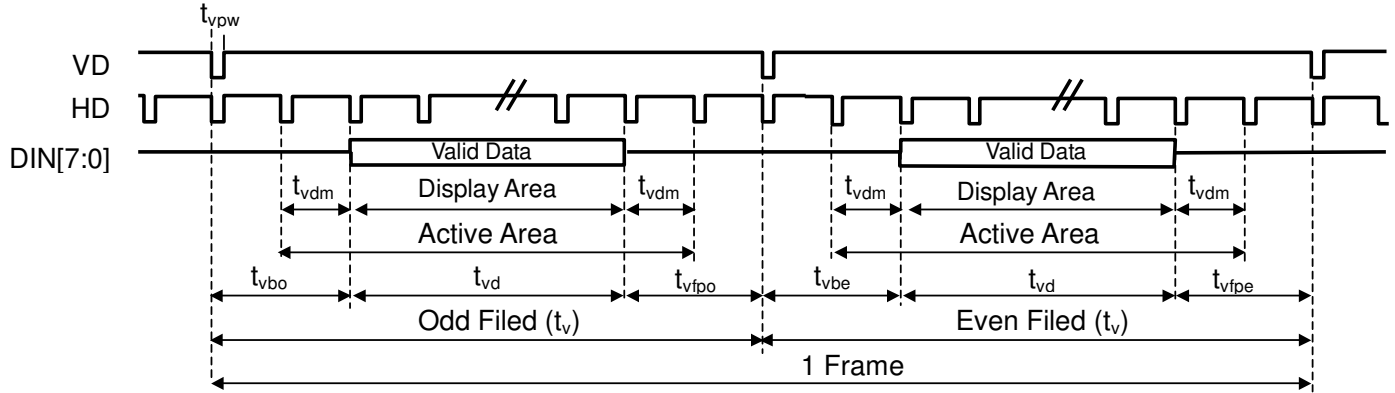 tvpw
VD
HD
DIN[7:0] Valid Data Valid Data
tvdm Display Area tvdm tvdm Display Area tvdm
Active Area Active Area
tvbo tvd tvfpo tvbe tvd tvfpe
Odd Filed (tv) Even Filed (tv)
1 Frame